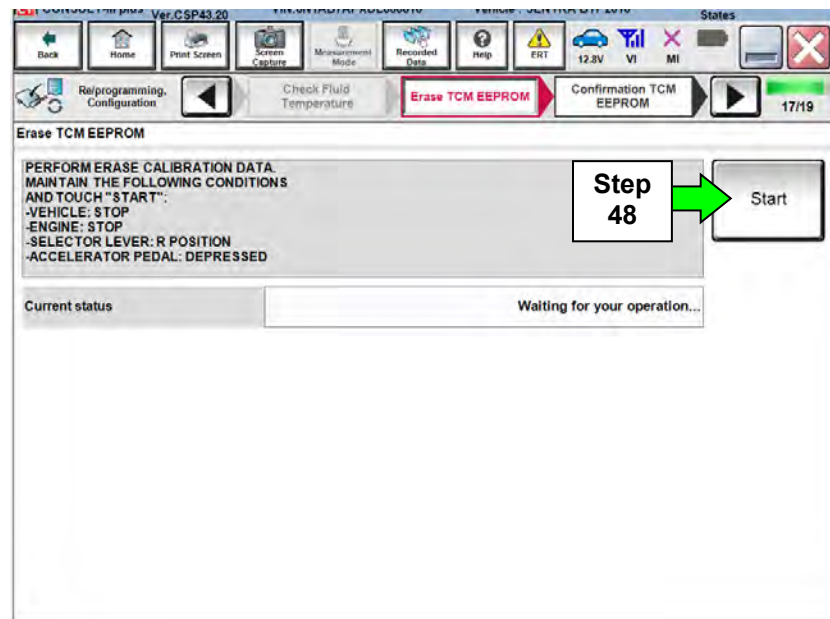 Ver.CSP43.20
States
Back
Home
Print Screen
Screen
Capture
Measurement
Mode
Recorded
Data
Help
ERT
12.8V
VI
MI
Re/programming,
Configuration
Check Fluid
Temperature
Erase TCM EEPROM
Confirmation TCM
EEPROM
17/19
Erase TCM EEPROM
PERFORM ERASE CALIBRATION DATA.
MAINTAIN THE FOLLOWING CONDITIONS
AND TOUCH "START":
-VEHICLE: STOP
-ENGINE: STOP
-SELECTOR LEVER: R POSITION
-ACCELERATOR PEDAL: DEPRESSED
Step
48
Start
Current status
Waiting for your operation...